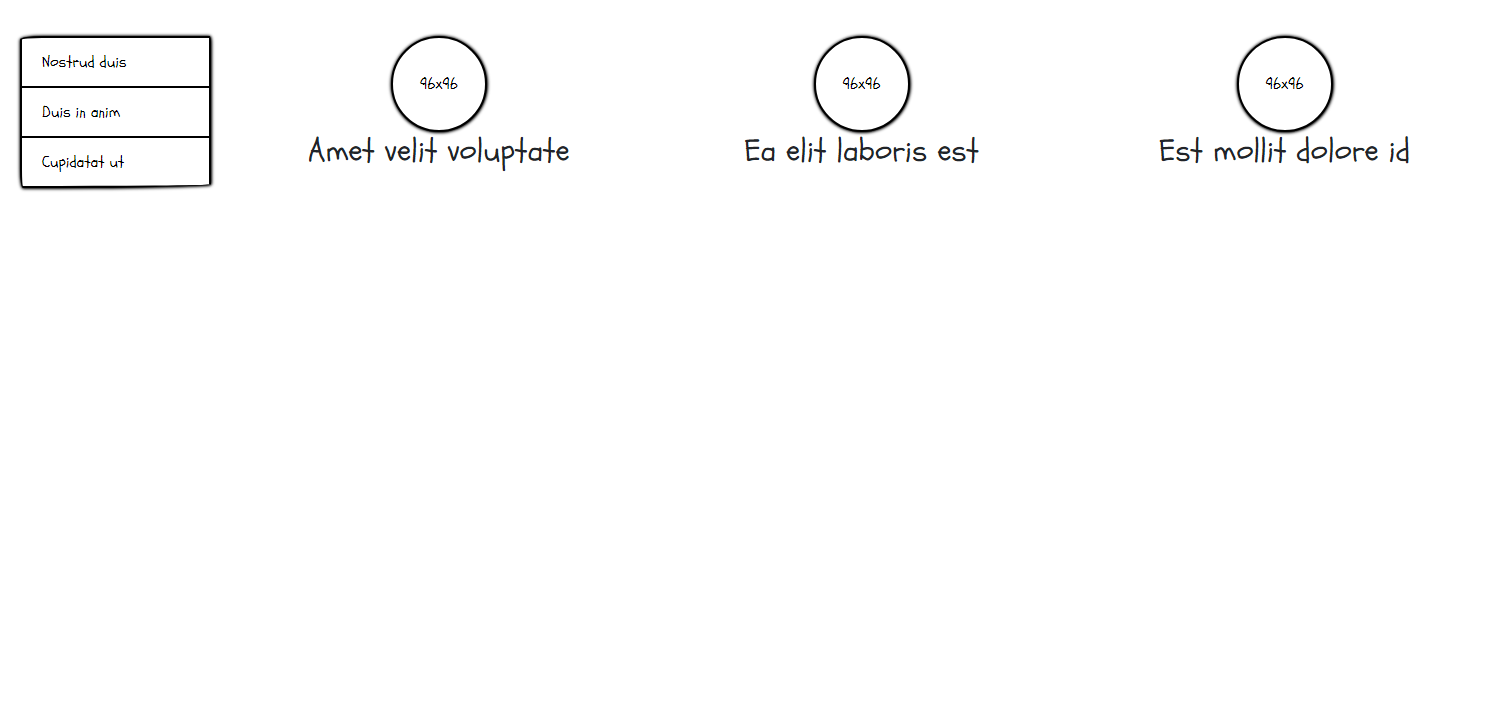 Nostrud duis
Duis in anim
Cupidatat ut
96x96
Amet velit voluptate
96x96
Ea elit laboris est
96x96
Est mollit dolore id